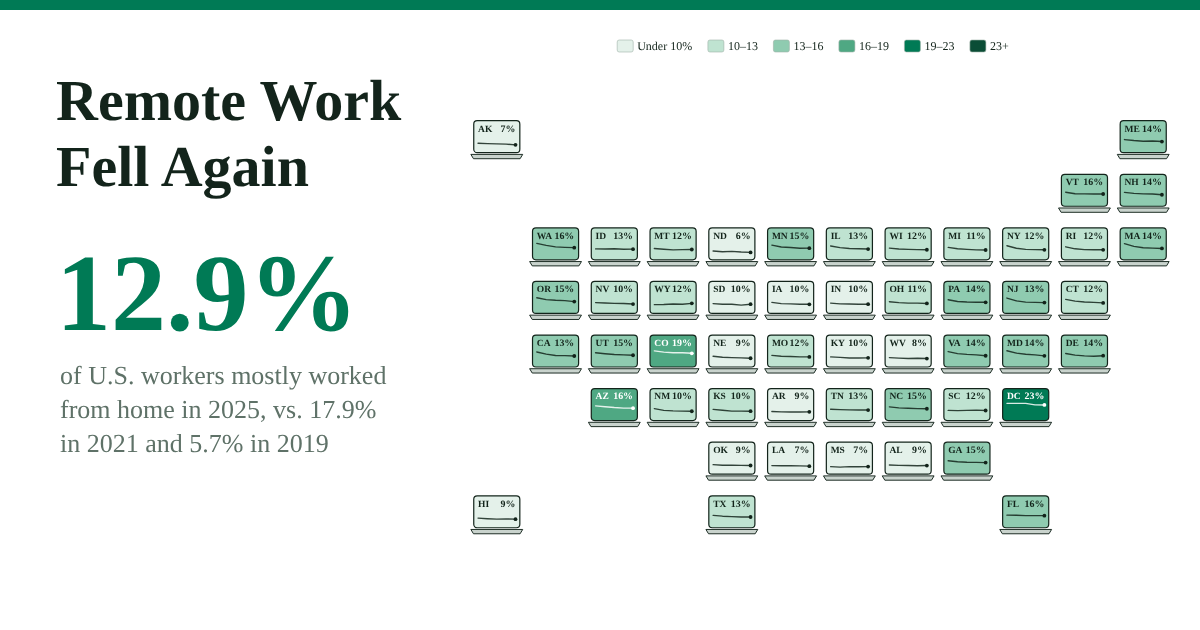 Under 10% 10–13 13–16 16–19 19–23 23+
Remote Work
Fell Again
12.9%
of U.S. workers mostly worked
from home in 2025, vs. 17.9%
in 2021 and 5.7% in 2019
AK 7% ME 14%
VT 16% NH 14%
WA 16% ID 13% MT 12% ND 6% MN 15% IL 13% WI 12% MI 11% NY 12% RI 12% MA 14%
OR 15% NV 10% WY 12% SD 10% IA 10% IN 10% OH 11% PA 14% NJ 13% CT 12%
CA 13% UT 15% CO 19% NE 9% MO 12% KY 10% WV 8% VA 14% MD 14% DE 14%
AZ 16% NM 10% KS 10% AR 9% TN 13% NC 15% SC 12% DC 23%
OK 9% LA 7% MS 7% AL 9% GA 15%
HI 9% TX 13% FL 16%